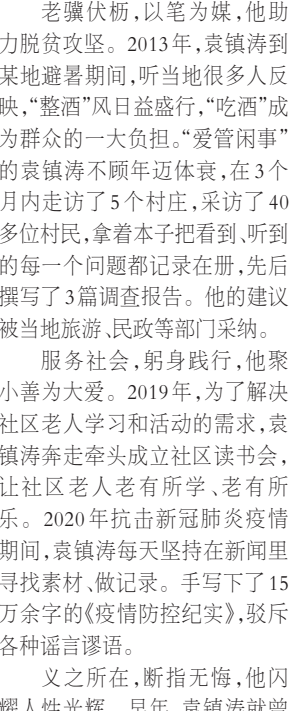 老骥伏枥，以笔为媒，他助
力脱贫攻坚。2013年，袁镇涛到
某地避暑期间，听当地很多人反
映，“整酒”风日益盛行，“吃酒”成
为群众的一大负担。“爱管闲事”
的袁镇涛不顾年迈体衰，在3个
月内走访了5个村庄，采访了40
多位村民，拿着本子把看到、听到
的每一个问题都记录在册，先后
撰写了3篇调查报告。他的建议
被当地旅游、民政等部门采纳。
服务社会，躬身践行，他聚
小善为大爱。2019年，为了解决
社区老人学习和活动的需求，袁
镇涛奔走牵头成立社区读书会，
让社区老人老有所学、老有所
乐。2020年抗击新冠肺炎疫情
期间，袁镇涛每天坚持在新闻里
寻找素材、做记录。手写下了15
万余字的《疫情防控纪实》，驳斥
各种谣言谬语。
义之所在，断指无悔，他闪
耀人性光辉。早年，袁镇涛就曾